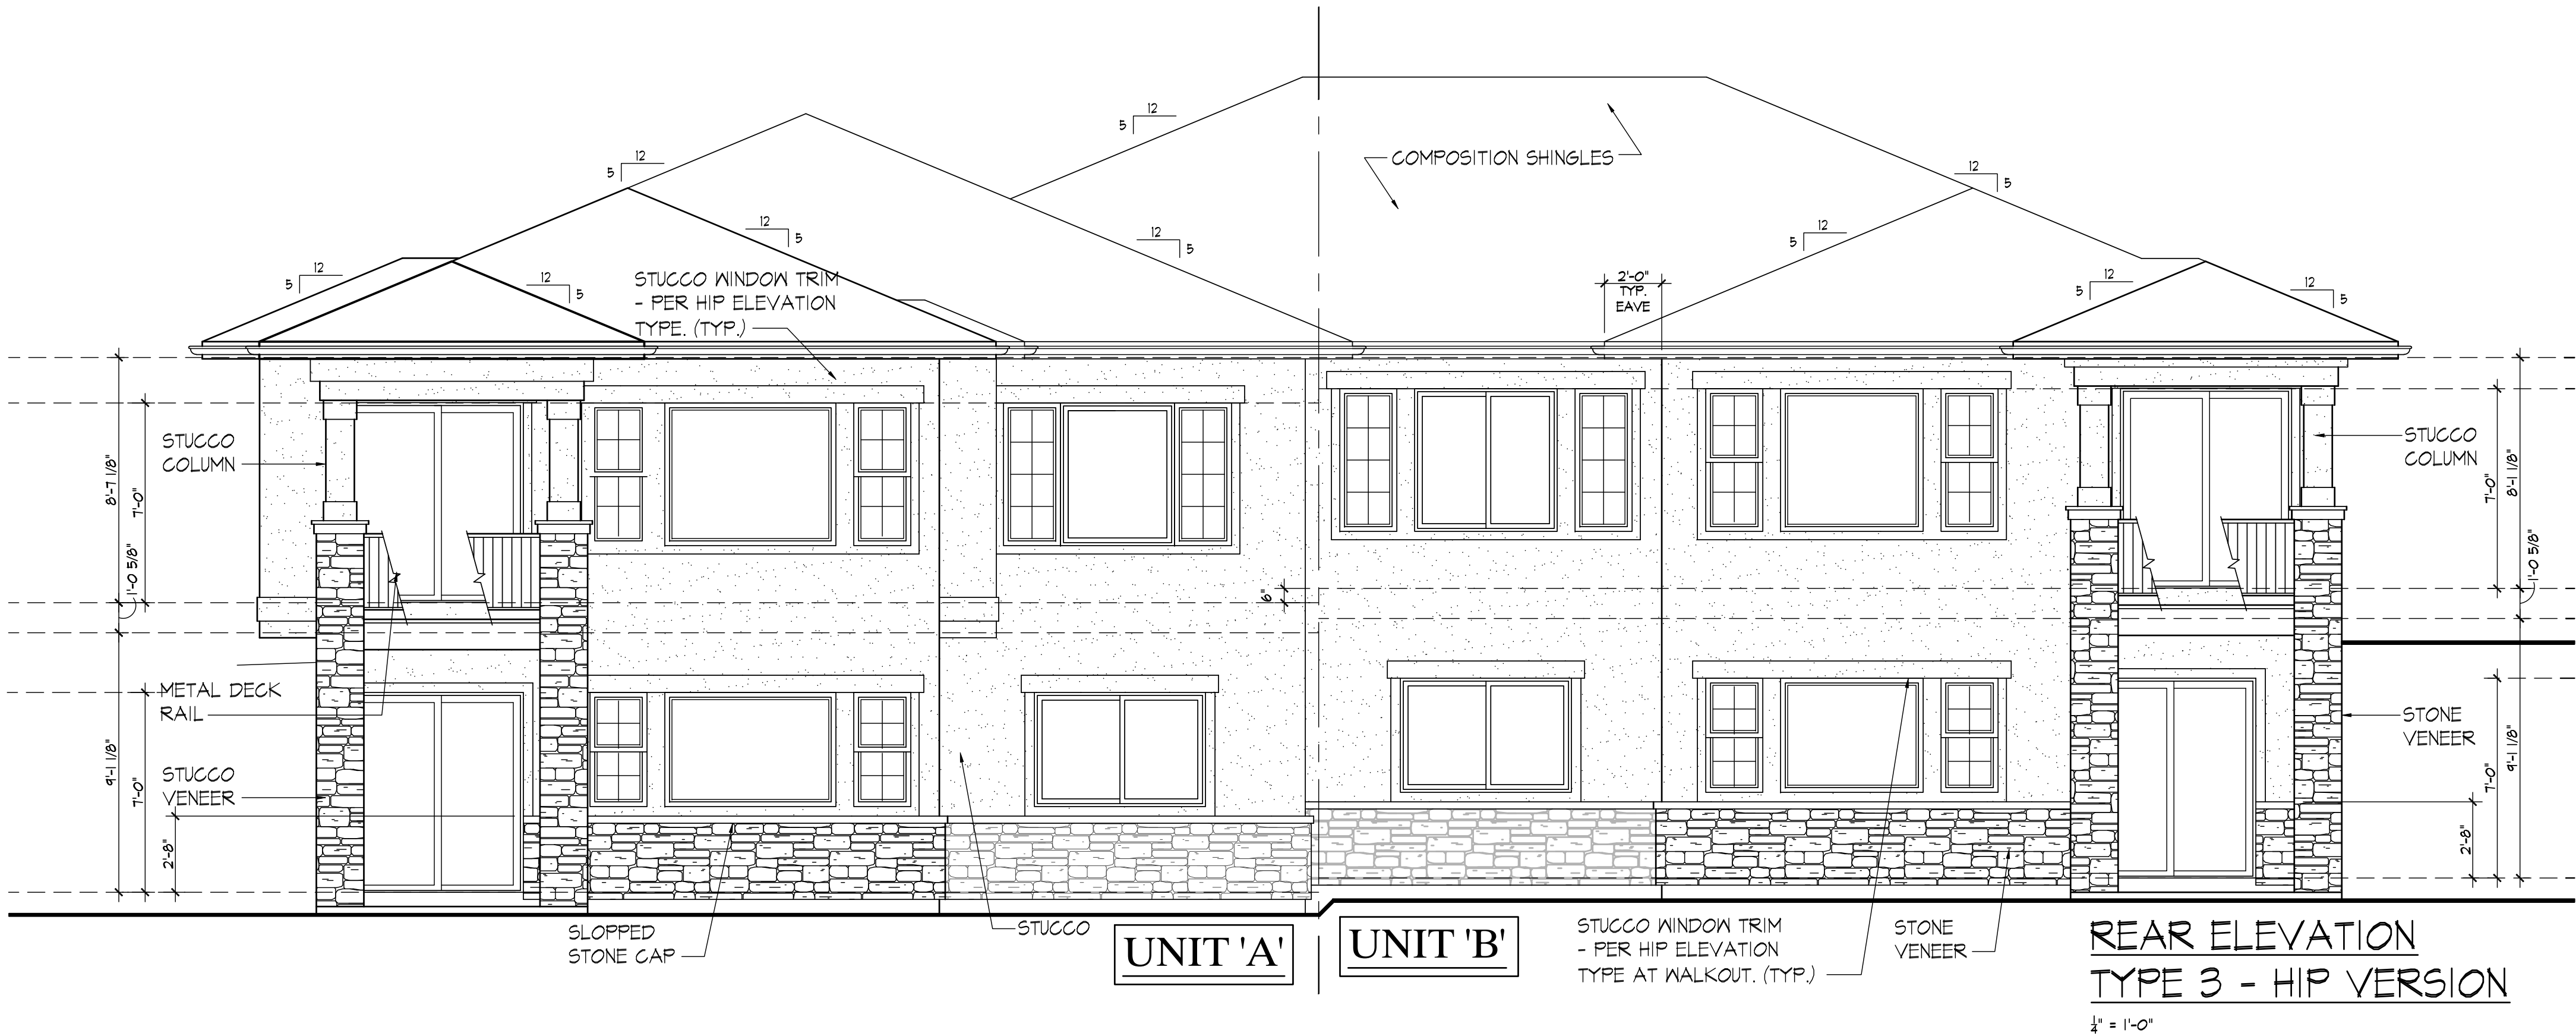 12
5
12
5
COMPOSITION SHINGLES
12
5
12
5
12
5
12
5
12
5
12
5
12
5
12
5
12
5
STUCCO WINDOW TRIM
- PER HIP ELEVATION
TYPE. (TYP.)
2'-0"
TYP.
EAVE
STUCCO
COLUMN
8'-7 1/8"
7'-0"
1'-0 5/8"
STUCCO
COLUMN
7'-0"
8'-1 1/8"
1'-0 5/8"
6"
METAL DECK
RAIL
9'-1 1/8"
7'-0"
STUCCO
VENEER
2'-8"
STONE
VENEER
9'-1 1/8"
7'-0"
2'-8"
SLOPPED
STONE CAP
STUCCO
UNIT 'A'
UNIT 'B'
STUCCO WINDOW TRIM
- PER HIP ELEVATION
TYPE AT WALKOUT. (TYP.)
STONE
VENEER
REAR ELEVATION
TYPE 3 - HIP VERSION
1/4" = 1'-0"